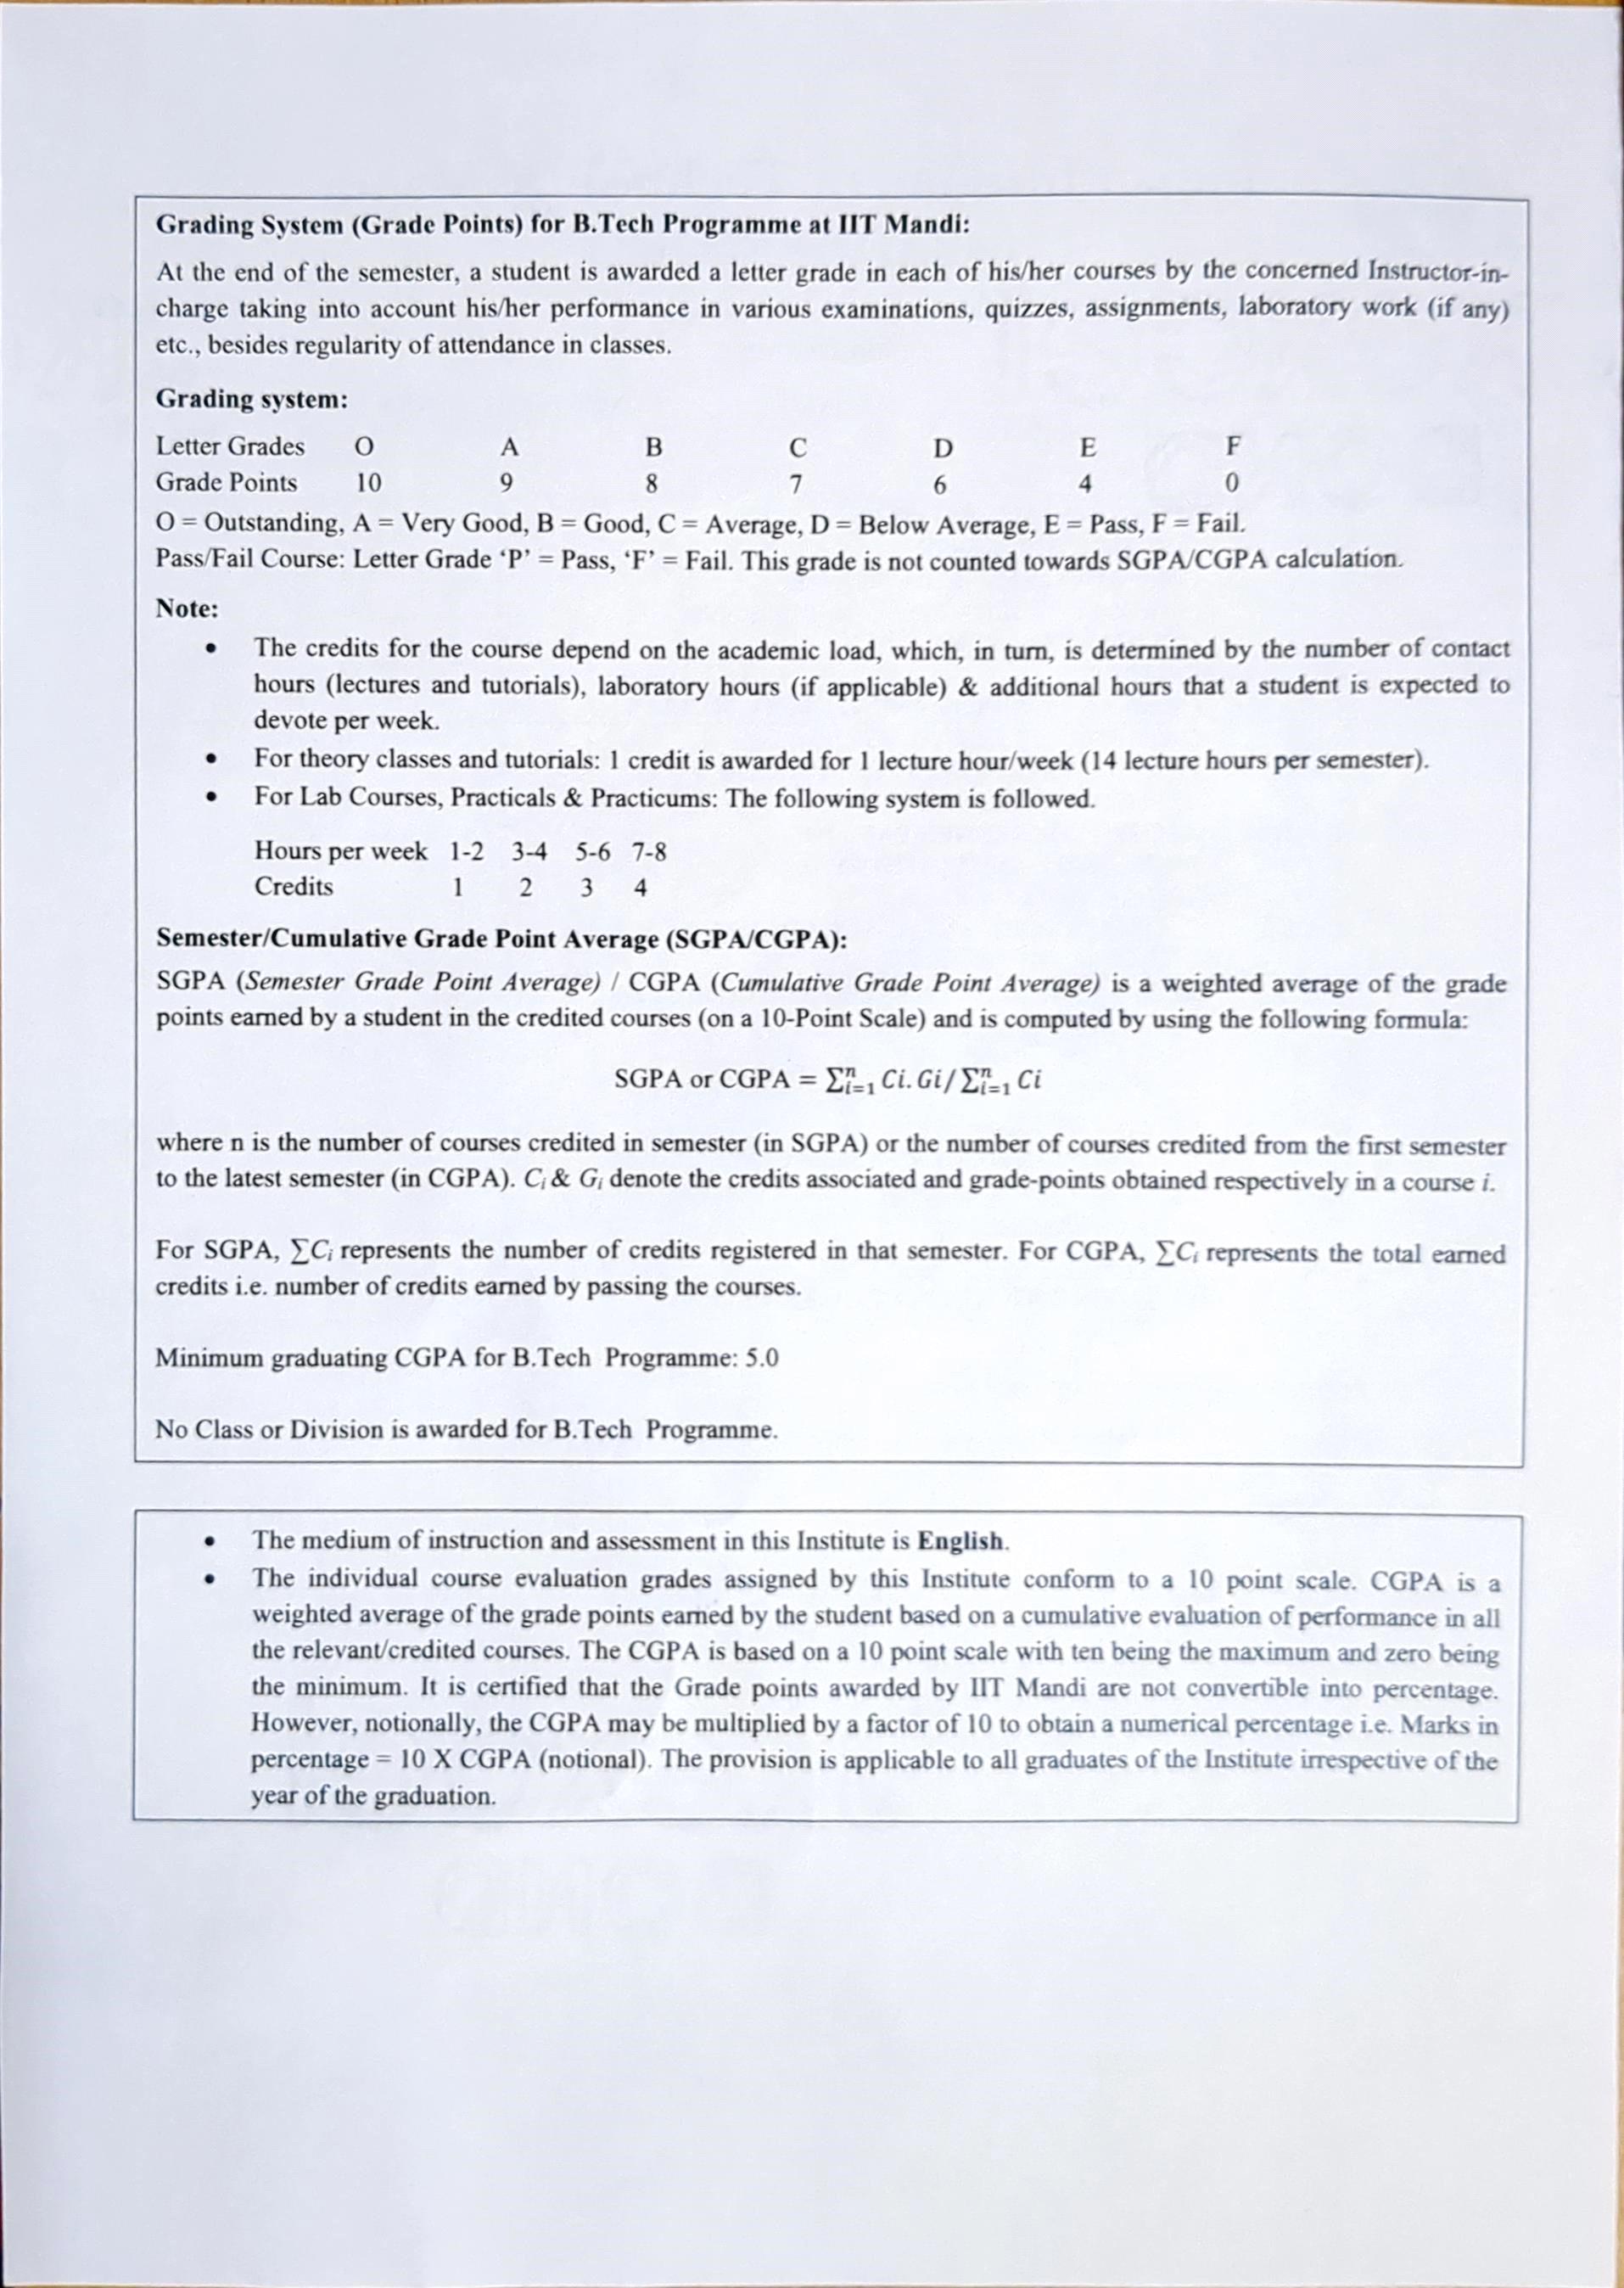 Grading System (Grade Points) for B.Tech Programme at IIT Mandi:
At the end of the semester, a student is awarded a letter grade in each of his/her courses by the concerned Instructor-in-
charge taking into account his/her performance in various examinations, quizzes, assignments, laboratory work (if any)
etc., besides regularity of attendance in classes.
Grading system:
Letter Grades O A B C D E F
Grade Points 10 9 8 7 6 4 0
O = Outstanding, A = Very Good, B = Good, C = Average, D = Below Average, E = Pass, F = Fail.
Pass/Fail Course: Letter Grade ‘P’ = Pass, ‘F’ = Fail. This grade is not counted towards SGPA/CGPA calculation.
Note:
• The credits for the course depend on the academic load, which, in turn, is determined by the number of contact
hours (lectures and tutorials), laboratory hours (if applicable) & additional hours that a student is expected to
devote per week.
• For theory classes and tutorials: 1 credit is awarded for 1 lecture hour/week (14 lecture hours per semester).
• For Lab Courses, Practicals & Practicums: The following system is followed.
Hours per week 1-2 3-4 5-6 7-8
Credits 1 2 3 4
Semester/Cumulative Grade Point Average (SGPA/CGPA):
SGPA (Semester Grade Point Average) / CGPA (Cumulative Grade Point Average) is a weighted average of the grade
points earned by a student in the credited courses (on a 10-Point Scale) and is computed by using the following formula:
SGPA or CGPA = ∑ⁿᵢ₌₁ Ci. Gi/ ∑ⁿᵢ₌₁ Ci
where n is the number of courses credited in semester (in SGPA) or the number of courses credited from the first semester
to the latest semester (in CGPA). Cᵢ & Gᵢ denote the credits associated and grade-points obtained respectively in a course i.
For SGPA, ∑Cᵢ represents the number of credits registered in that semester. For CGPA, ∑Cᵢ represents the total earned
credits i.e. number of credits earned by passing the courses.
Minimum graduating CGPA for B.Tech Programme: 5.0
No Class or Division is awarded for B.Tech Programme.
• The medium of instruction and assessment in this Institute is English.
• The individual course evaluation grades assigned by this Institute conform to a 10 point scale. CGPA is a
weighted average of the grade points earned by the student based on a cumulative evaluation of performance in all
the relevant/credited courses. The CGPA is based on a 10 point scale with ten being the maximum and zero being
the minimum. It is certified that the Grade points awarded by IIT Mandi are not convertible into percentage.
However, notionally, the CGPA may be multiplied by a factor of 10 to obtain a numerical percentage i.e. Marks in
percentage = 10 X CGPA (notional). The provision is applicable to all graduates of the Institute irrespective of the
year of the graduation.